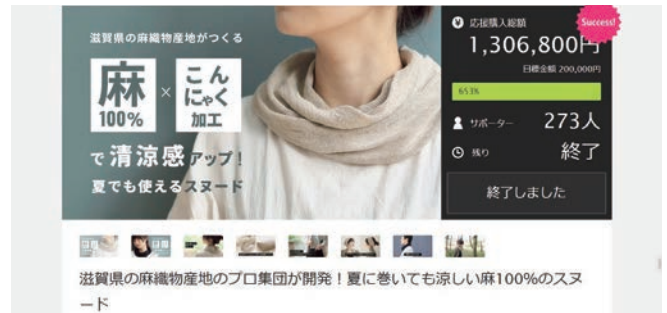 滋賀県の麻織物産地がつくる
麻
100%
×
こん
にゃく
加工
で清涼感アップ!
夏でも使えるスヌード
応援購入総額
Success!
1,306,800円
目標金額 200,000円
653%
サポーター 273人
残り 終了
終了しました
滋賀県の麻織物産地のプロ集団が開発!夏に巻いても涼しい麻100%のスヌ
ード